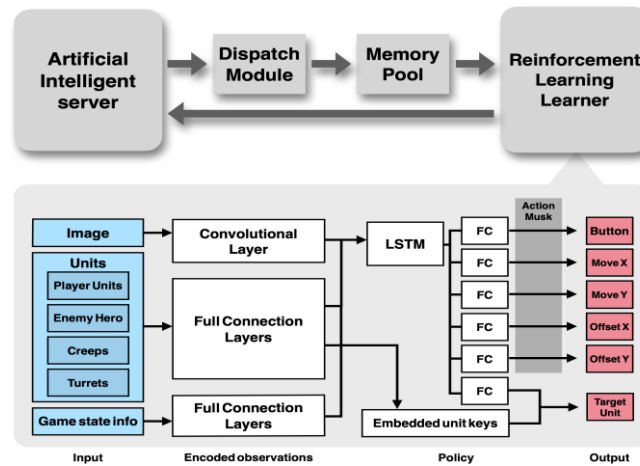 Artificial
Intelligent
server
Dispatch
Module
Memory
Pool
Reinforcement
Learning
Learner
Image
Units
Player Units
Enemy Hero
Creeps
Turrets
Game state info
Convolutional
Layer
Full Connection
Layers
Full Connection
Layers
LSTM
FC
FC
FC
FC
FC
FC
Embedded unit keys
Action
Musk
Button
Move X
Move Y
Offset X
Offset Y
Target
Unit
Input
Encoded observations
Policy
Output